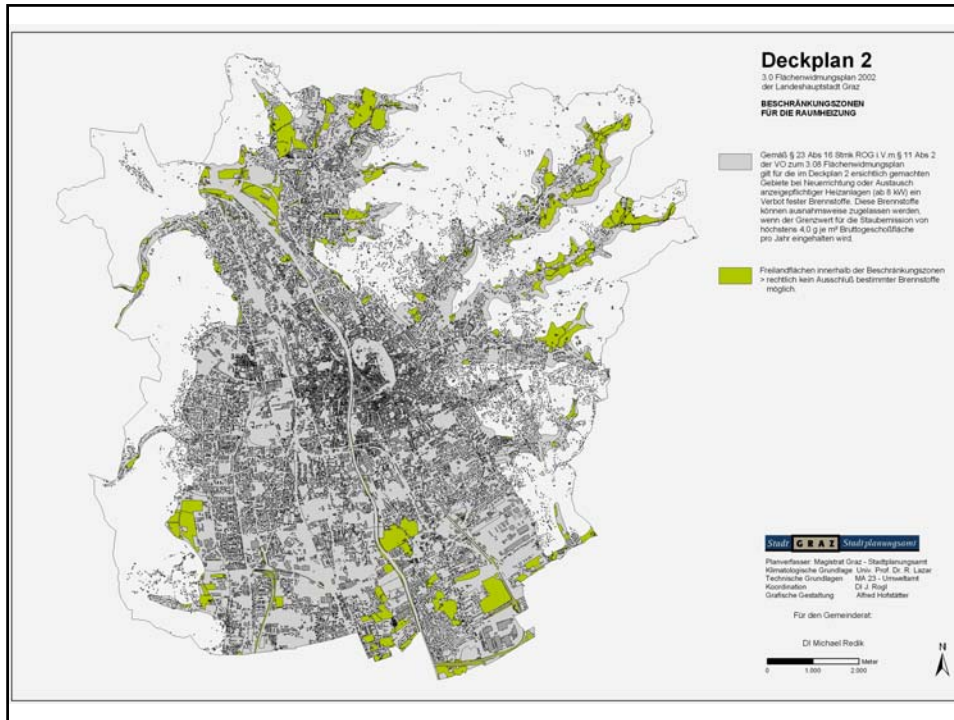 Deckplan 2
3.0 Flächenwidmungsplan 2002
der Landeshauptstadt Graz
BESCHRÄNKUNGSZONEN
FÜR DIE RAUMHEIZUNG
Gemäß § 23 Abs 16 Stmk ROG i.V.m § 11 Abs 2
der VO zum 3.08 Flächenwidmungsplan
gilt für die im Deckplan 2 ersichtlich gemachten
Gebiete bei Neuerrichtung oder Austausch
anzeigepflichtiger Heizanlagen (ab 8 kW) ein
Verbot fester Brennstoffe. Diese Brennstoffe
können ausnahmsweise zugelassen werden,
wenn der Grenzwert für die Staubemission von
höchstens 4,0 g je m² Bruttogeschoßfläche
pro Jahr eingehalten wird.
Freilandflächen innerhalb der Beschränkungszonen
> rechtlich kein Ausschluß bestimmter Brennstoffe
möglich.
Stadt GRAZ Stadtplanungsamt
Planverfasser: Magistrat Graz - Stadtplanungsamt
Klimatologische Grundlage Univ. Prof. Dr. R. Lazar
Technische Grundlagen MA 23 - Umweltamt
Koordination DI J. Rogl
Grafische Gestaltung Alfred Hofstätter
Für den Gemeinderat:
DI Michael Redik
N
Meter
0 1.000 2.000